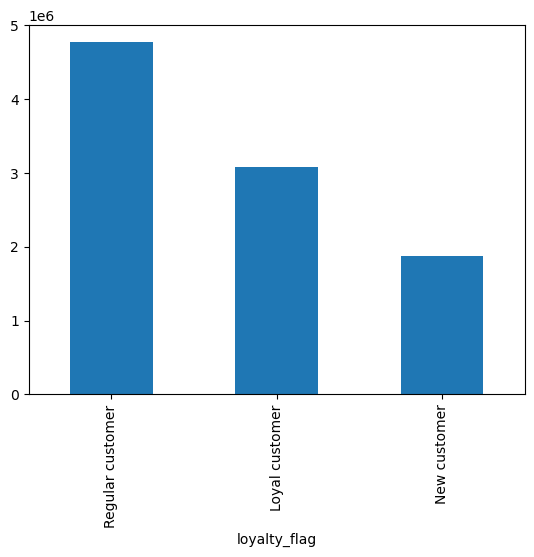 1e6
5
4
3
2
1
0
Regular customer
Loyal customer
New customer
loyalty_flag